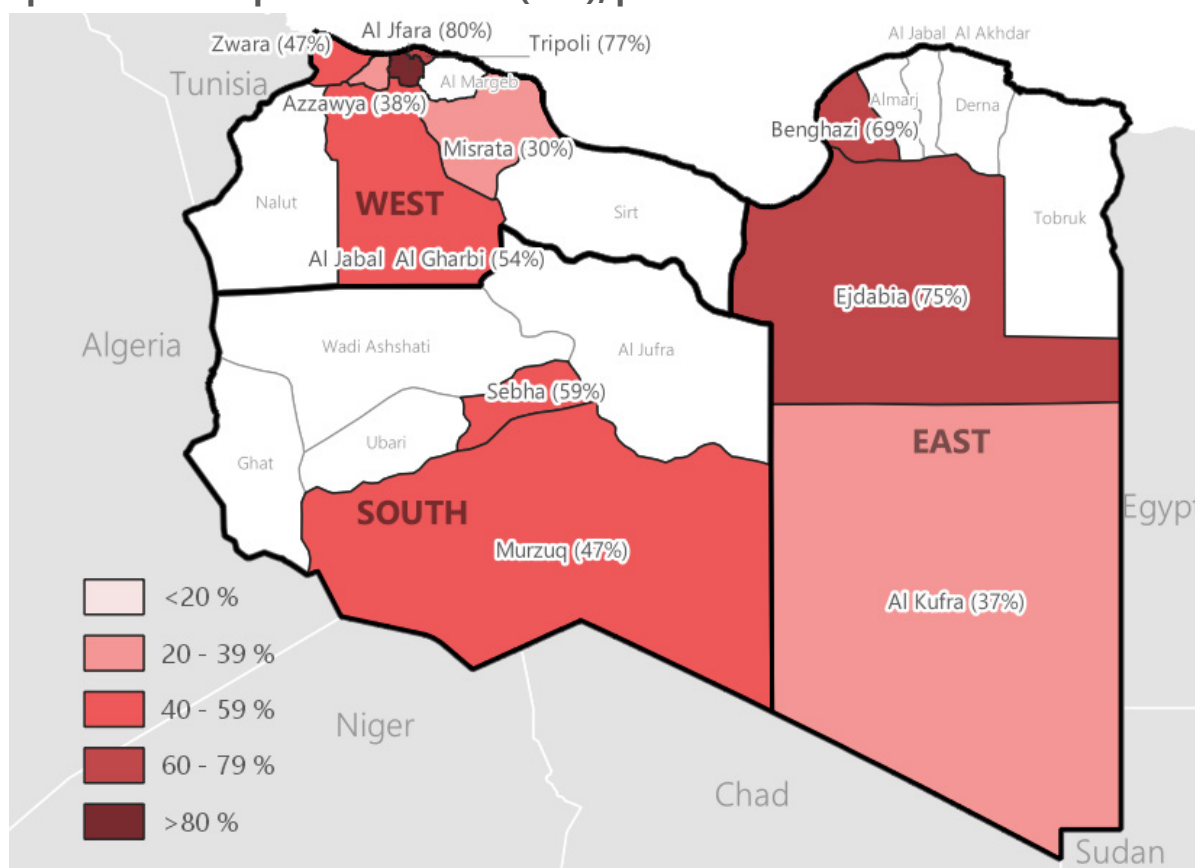 Al Jabal Al Akhdar
Al Jfara (80%)
Zwara (47%)
Tripoli (77%)
Tunisia
Al Margeb
Azzawya (38%)
Almarj
Derna
Benghazi (69%)
Misrata (30%)
Nalut
WEST
Sirt
Tobruk
Al Jabal Al Gharbi (54%)
Ejdabia (75%)
Algeria
Wadi Ashshati
Al Jufra
Sebha (59%)
Ubari
EAST
Ghat
SOUTH
Egypt
Murzuq (47%)
Al Kufra (37%)
<20 %
20 - 39 %
40 - 59 %
60 - 79 %
>80 %
Niger
Chad
Sudan